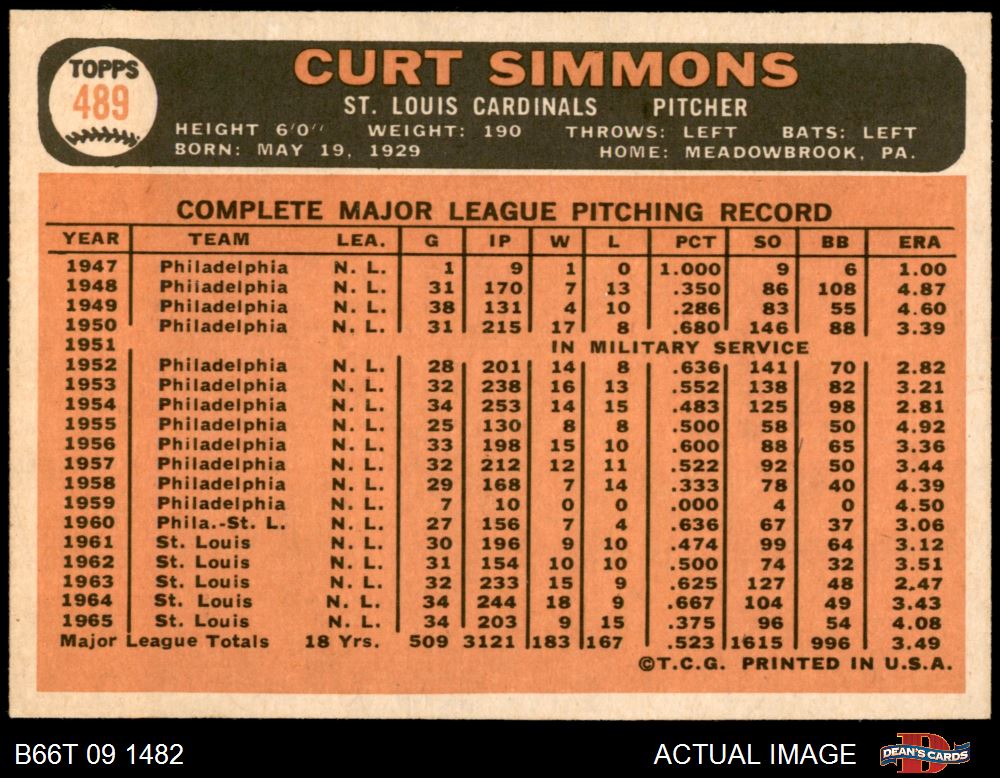 TOPPS
489
CURT SIMMONS
ST. LOUIS CARDINALS PITCHER
HEIGHT 6'0" WEIGHT: 190 THROWS: LEFT BATS: LEFT
BORN: MAY 19, 1929 HOME: MEADOWBROOK, PA.
COMPLETE MAJOR LEAGUE PITCHING RECORD
YEAR TEAM LEA. G IP W L PCT SO BB ERA
1947 Philadelphia N. L. 1 9 1 0 1.000 9 6 1.00
1948 Philadelphia N. L. 31 170 7 13 .350 86 108 4.87
1949 Philadelphia N. L. 38 131 4 10 .286 83 55 4.60
1950 Philadelphia N. L. 31 215 17 8 .680 146 88 3.39
1951 IN MILITARY SERVICE
1952 Philadelphia N. L. 28 201 14 8 .636 141 70 2.82
1953 Philadelphia N. L. 32 238 16 13 .552 138 82 3.21
1954 Philadelphia N. L. 34 253 14 15 .483 125 98 2.81
1955 Philadelphia N. L. 25 130 8 8 .500 58 50 4.92
1956 Philadelphia N. L. 33 198 15 10 .600 88 65 3.36
1957 Philadelphia N. L. 32 212 12 11 .522 92 50 3.44
1958 Philadelphia N. L. 29 168 7 14 .333 78 40 4.39
1959 Philadelphia N. L. 7 10 0 0 .000 4 0 4.50
1960 Phila.-St. L. N. L. 27 156 7 4 .636 67 37 3.06
1961 St. Louis N. L. 30 196 9 10 .474 99 64 3.12
1962 St. Louis N. L. 31 154 10 10 .500 74 32 3.51
1963 St. Louis N. L. 32 233 15 9 .625 127 48 2.47
1964 St. Louis N. L. 34 244 18 9 .667 104 49 3.43
1965 St. Louis N. L. 34 203 9 15 .375 96 54 4.08
Major League Totals 18 Yrs. 509 3121 183 167 .523 1615 996 3.49
©T.C.G. PRINTED IN U.S.A.
B66T 09 1482 ACTUAL IMAGE DEAN'S CARDS